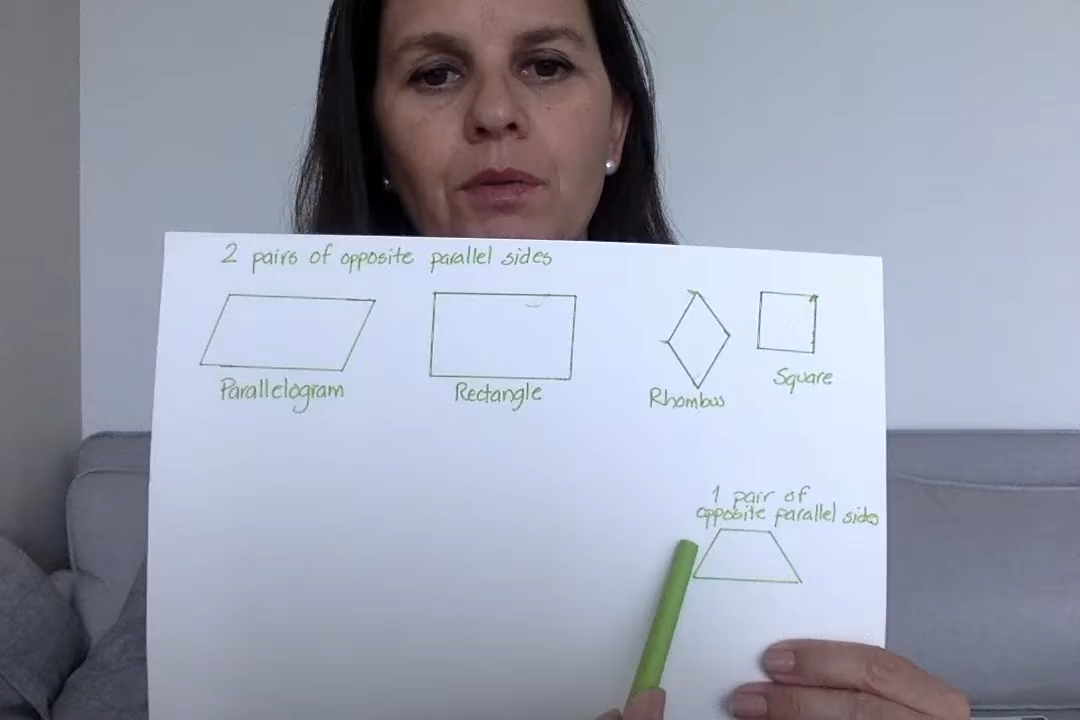 2 pairs of opposite parallel sides
Parallelogram
Rectangle
Rhombus
Square
1 pair of
opposite parallel sides